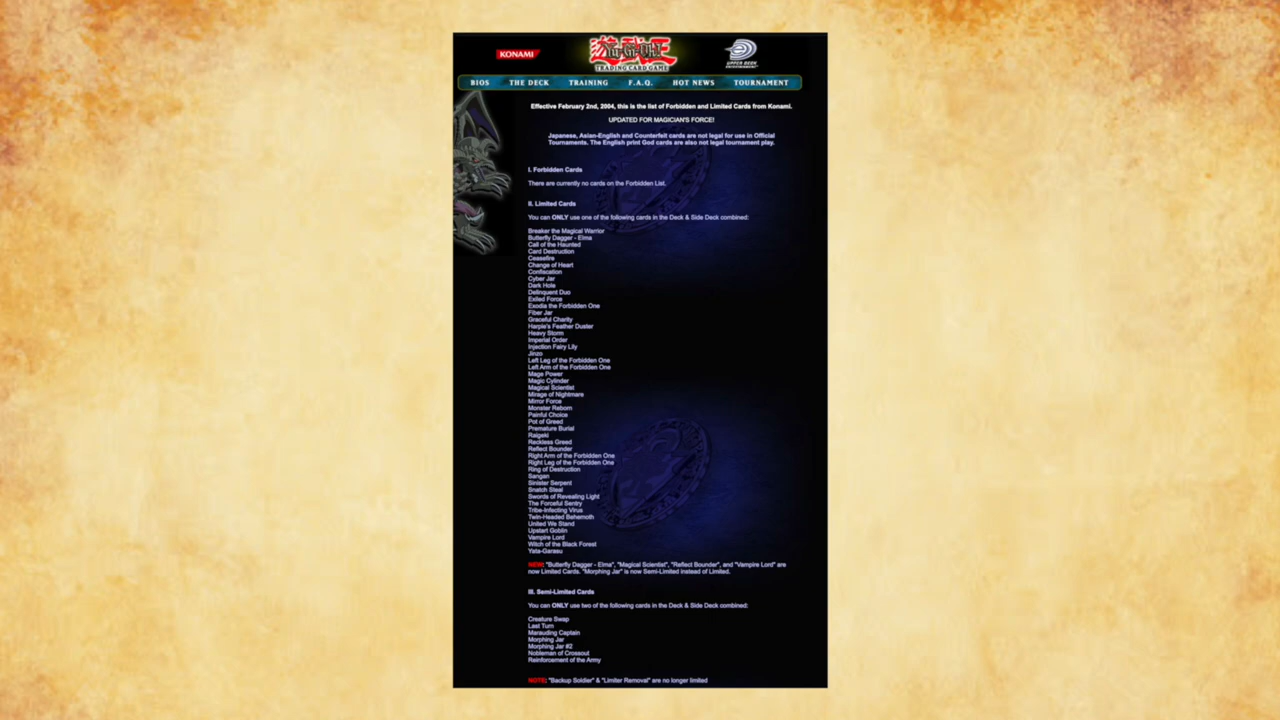 KONAMI
遊戯王
Yu-Gi-Oh!
TRADING CARD GAME
UPPER DECK
ENTERTAINMENT
BIOS THE DECK TRAINING F.A.Q. HOT NEWS TOURNAMENT
Effective February 2nd, 2004, this is the list of Forbidden and Limited Cards from Konami.
UPDATED FOR MAGICIAN'S FORCE!
Japanese, Asian-English and Counterfeit cards are not legal for use in Official
Tournaments. The English print God cards are also not legal tournament play.
I. Forbidden Cards
There are currently no cards on the Forbidden List.
II. Limited Cards
You can ONLY use one of the following cards in the Deck & Side Deck combined:
Breaker the Magical Warrior
Butterfly Dagger - Elma
Call of the Haunted
Card Destruction
Ceasefire
Change of Heart
Confiscation
Cyber Jar
Dark Hole
Delinquent Duo
Exiled Force
Exodia the Forbidden One
Fiber Jar
Graceful Charity
Harpie's Feather Duster
Heavy Storm
Imperial Order
Injection Fairy Lily
Jinzo
Left Leg of the Forbidden One
Left Arm of the Forbidden One
Mage Power
Magic Cylinder
Magical Scientist
Mirage of Nightmare
Mirror Force
Monster Reborn
Painful Choice
Pot of Greed
Premature Burial
Raigeki
Reckless Greed
Reflect Bounder
Right Arm of the Forbidden One
Right Leg of the Forbidden One
Ring of Destruction
Sangan
Sinister Serpent
Snatch Steal
Swords of Revealing Light
The Forceful Sentry
Tribe-Infecting Virus
Twin-Headed Behemoth
United We Stand
Upstart Goblin
Vampire Lord
Witch of the Black Forest
Yata-Garasu
NEW: "Butterfly Dagger - Elma", "Magical Scientist", "Reflect Bounder", and "Vampire Lord" are
now Limited Cards. "Morphing Jar" is now Semi-Limited instead of Limited.
III. Semi-Limited Cards
You can ONLY use two of the following cards in the Deck & Side Deck combined:
Creature Swap
Last Turn
Marauding Captain
Morphing Jar
Morphing Jar #2
Nobleman of Crossout
Reinforcement of the Army
NOTE: "Backup Soldier" & "Limiter Removal" are no longer limited